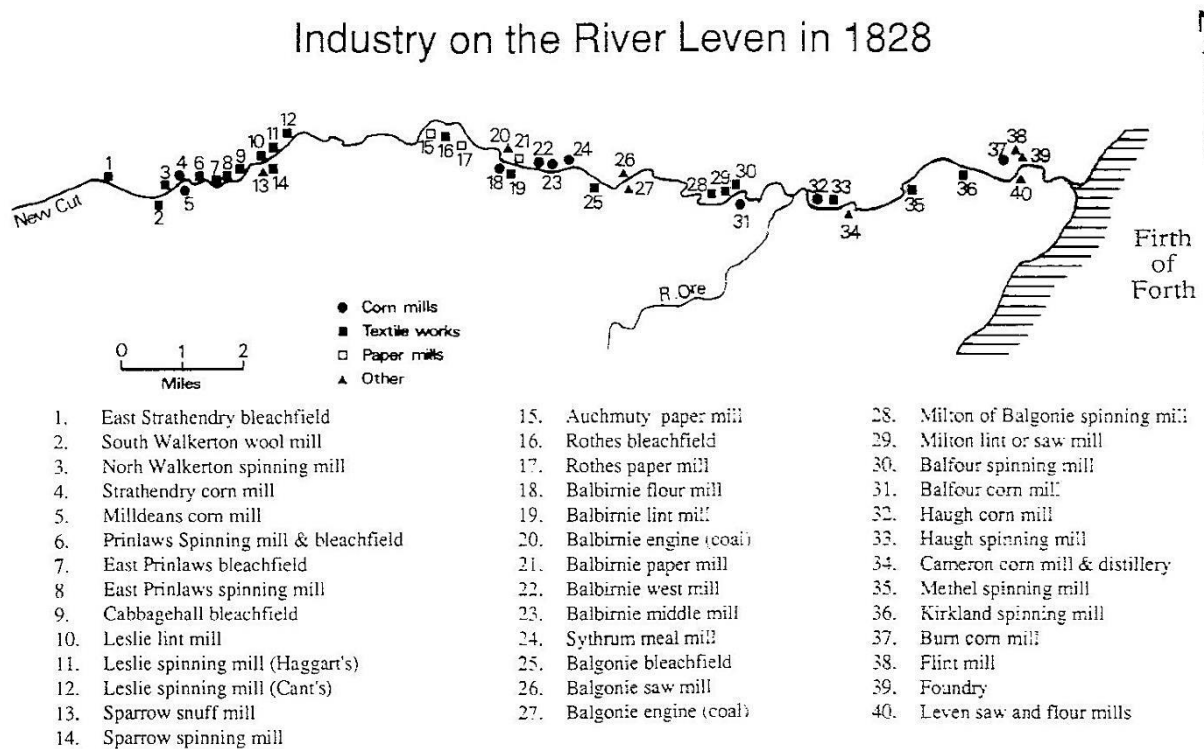 Industry on the River Leven in 1828
1
2
3
4
5
6
7
8
9
10
11
12
13
14
15
16
17
18
19
20
21
22
23
24
25
26
27
28
29
30
31
32
33
34
35
36
37
38
39
40
New Cut
R. Ore
Firth
of
Forth
Corn mills
Textile works
Paper mills
Other
0 1 2
Miles
1. East Strathendry bleachfield
2. South Walkerton wool mill
3. Norh Walkerton spinning mill
4. Strathendry corn mill
5. Milldeans corn mill
6. Prinlaws Spinning mill & bleachfield
7. East Prinlaws bleachfield
8 East Prinlaws spinning mill
9. Cabbagehall bleachfield
10. Leslie lint mill
11. Leslie spinning mill (Haggart's)
12. Leslie spinning mill (Cant's)
13. Sparrow snuff mill
14. Sparrow spinning mill
15. Auchmuty paper mill
16. Rothes bleachfield
17. Rothes paper mill
18. Balbirnie flour mill
19. Balbirnie lint mill
20. Balbirnie engine (coal)
21. Balbirnie paper mill
22. Balbirnie west mill
23. Balbirnie middle mill
24. Sythrum meal mill
25. Balgonie bleachfield
26. Balgonie saw mill
27. Balgonie engine (coal)
28. Milton of Balgonie spinning mill
29. Milton lint or saw mill
30. Balfour spinning mill
31. Balfour corn mill
32. Haugh corn mill
33. Haugh spinning mill
34. Cameron corn mill & distillery
35. Methel spinning mill
36. Kirkland spinning mill
37. Burn corn mill
38. Flint mill
39. Foundry
40. Leven saw and flour mills